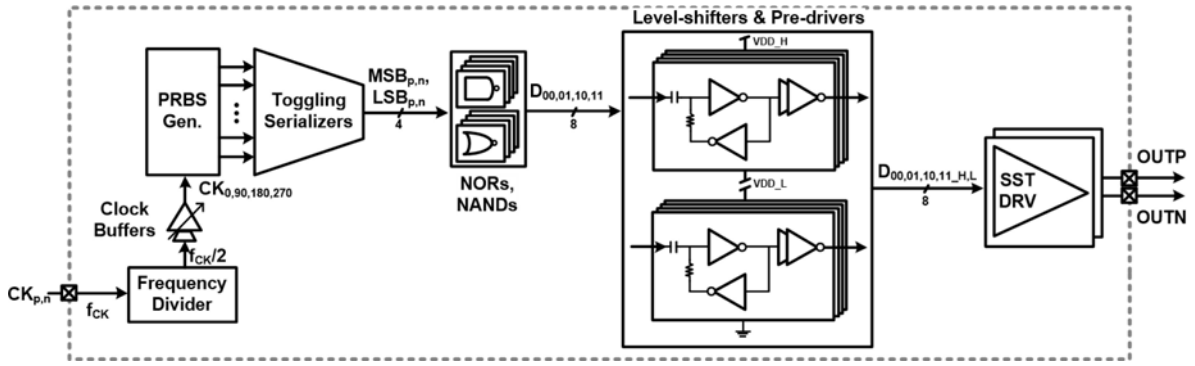 Level-shifters & Pre-drivers
VDD_H
PRBS
Gen.
Toggling
Serializers
MSBp,n,
LSBp,n
4
D00,01,10,11
8
NORs,
NANDs
VDD_L
D00,01,10,11_H,L
8
SST
DRV
OUTP
OUTN
CK0,90,180,270
Clock
Buffers
fCK/2
Frequency
Divider
CKp,n
fCK